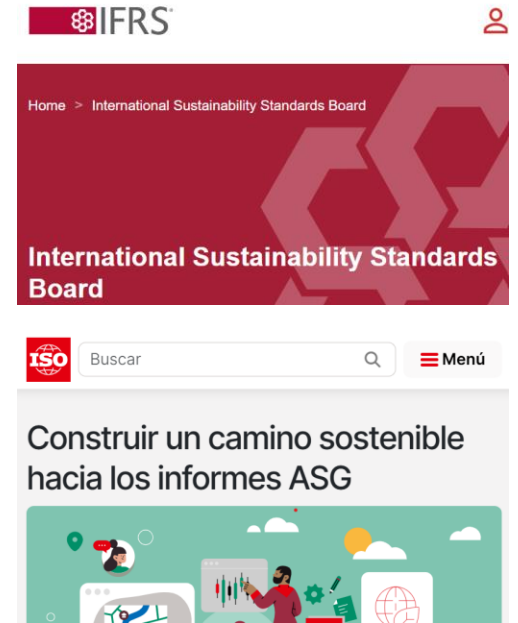 IFRS
Home > International Sustainability Standards Board
International Sustainability Standards
Board
ISO
Buscar
Menú
Construir un camino sostenible
hacia los informes ASG